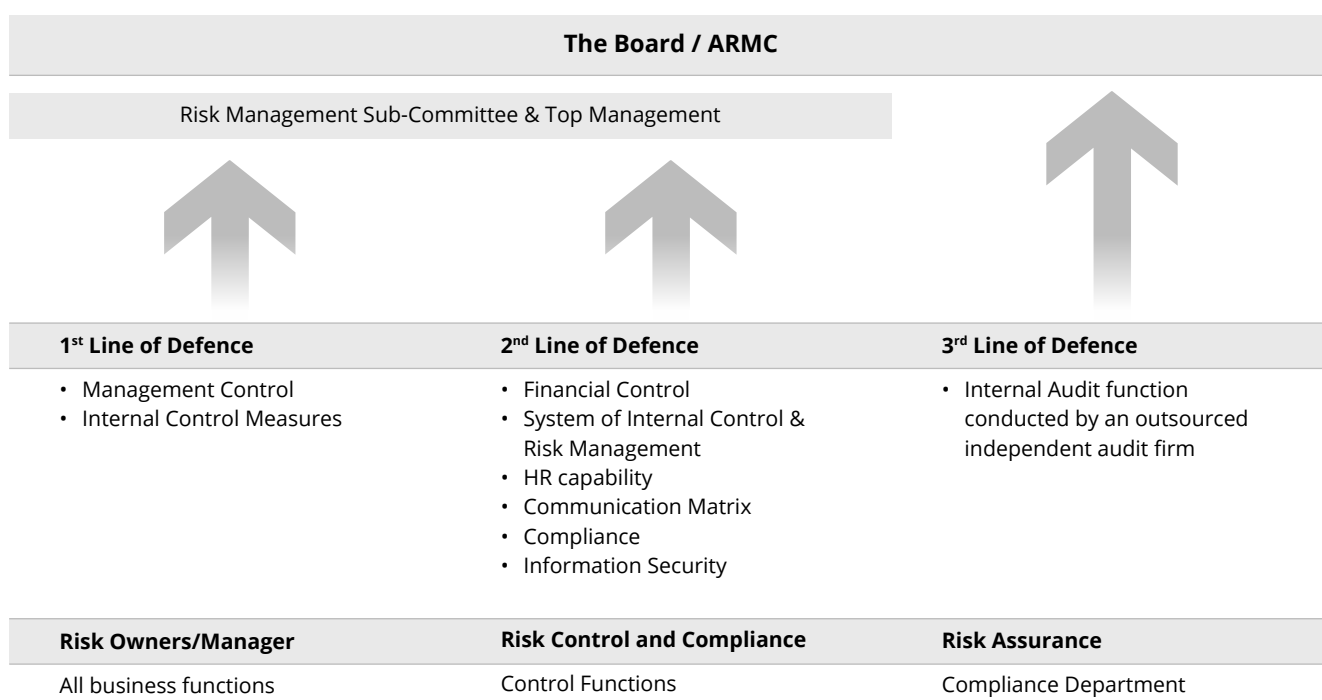 The Board / ARMC
Risk Management Sub-Committee & Top Management
1st Line of Defence
2nd Line of Defence
3rd Line of Defence
• Management Control
• Internal Control Measures
• Financial Control
• System of Internal Control &
Risk Management
• HR capability
• Communication Matrix
• Compliance
• Information Security
• Internal Audit function
conducted by an outsourced
independent audit firm
Risk Owners/Manager
Risk Control and Compliance
Risk Assurance
All business functions
Control Functions
Compliance Department